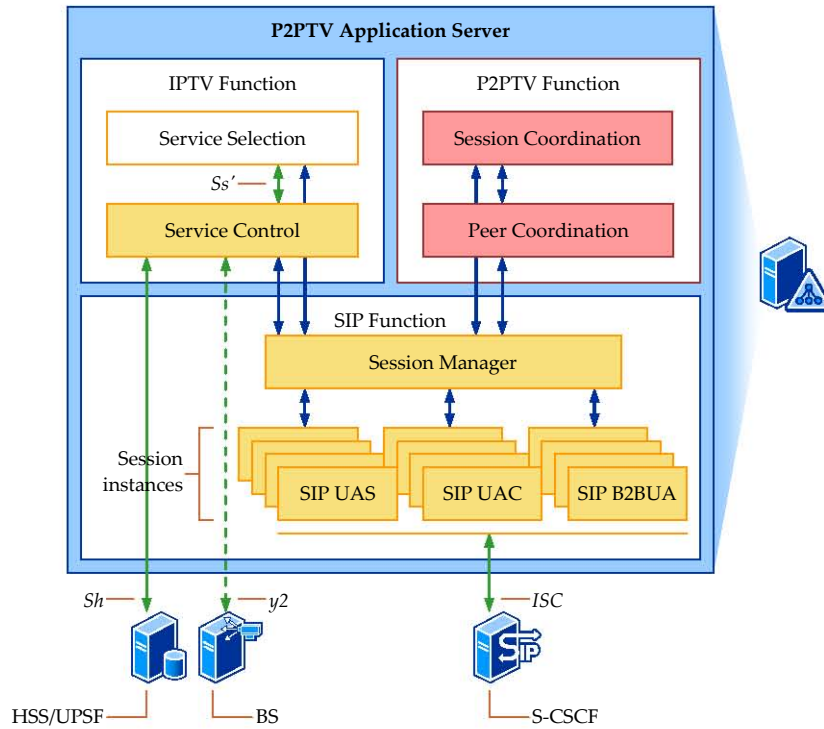 P2PTV Application Server
IPTV Function
P2PTV Function
Service Selection
Session Coordination
Ss’
Service Control
Peer Coordination
SIP Function
Session Manager
Session
instances
SIP UAS
SIP UAC
SIP B2BUA
Sh
y2
ISC
SIP
HSS/UPSF
BS
S-CSCF